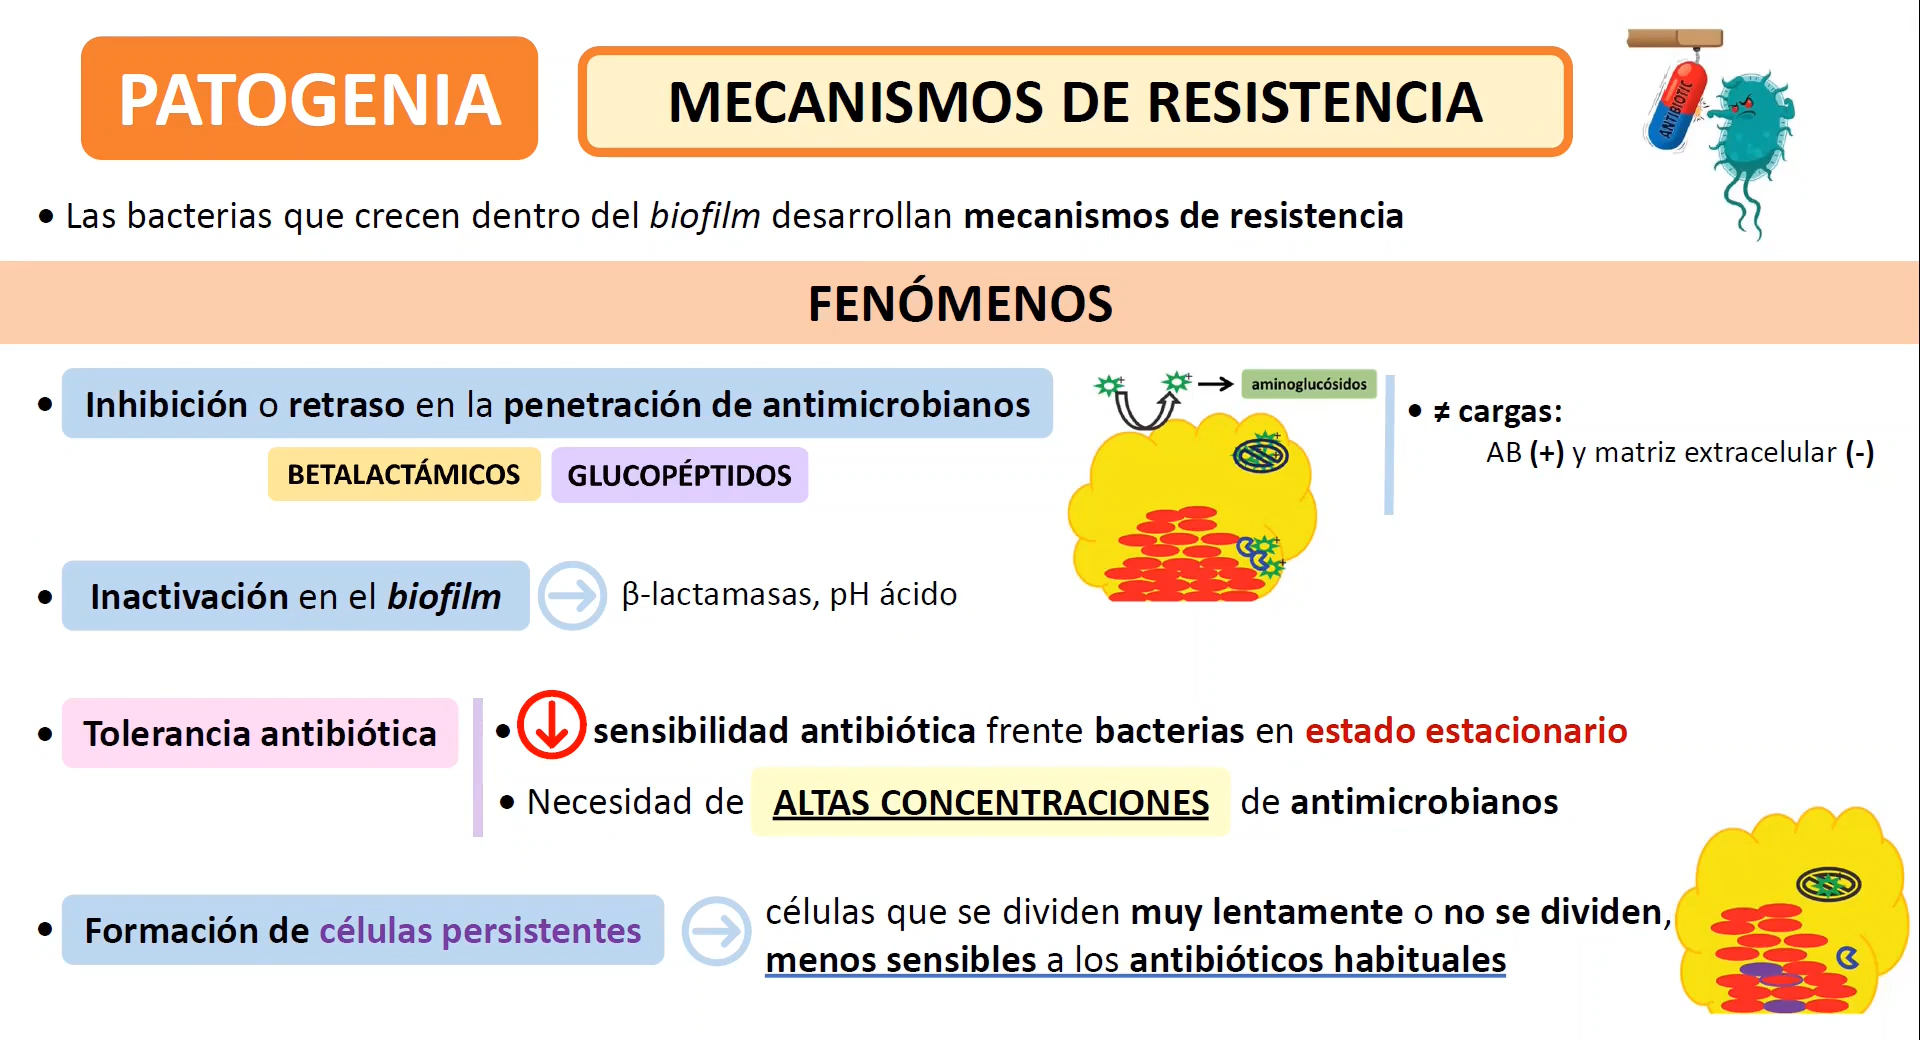 PATOGENIA
MECANISMOS DE RESISTENCIA
ANTIBIOTIC
• Las bacterias que crecen dentro del biofilm desarrollan mecanismos de resistencia
FENÓMENOS
• Inhibición o retraso en la penetración de antimicrobianos
BETALACTÁMICOS GLUCOPÉPTIDOS
aminoglucósidos
• ≠ cargas:
AB (+) y matriz extracelular (-)
• Inactivación en el biofilm
β-lactamasas, pH ácido
• Tolerancia antibiótica
• sensibilidad antibiótica frente bacterias en estado estacionario
• Necesidad de ALTAS CONCENTRACIONES de antimicrobianos
• Formación de células persistentes
células que se dividen muy lentamente o no se dividen,
menos sensibles a los antibióticos habituales